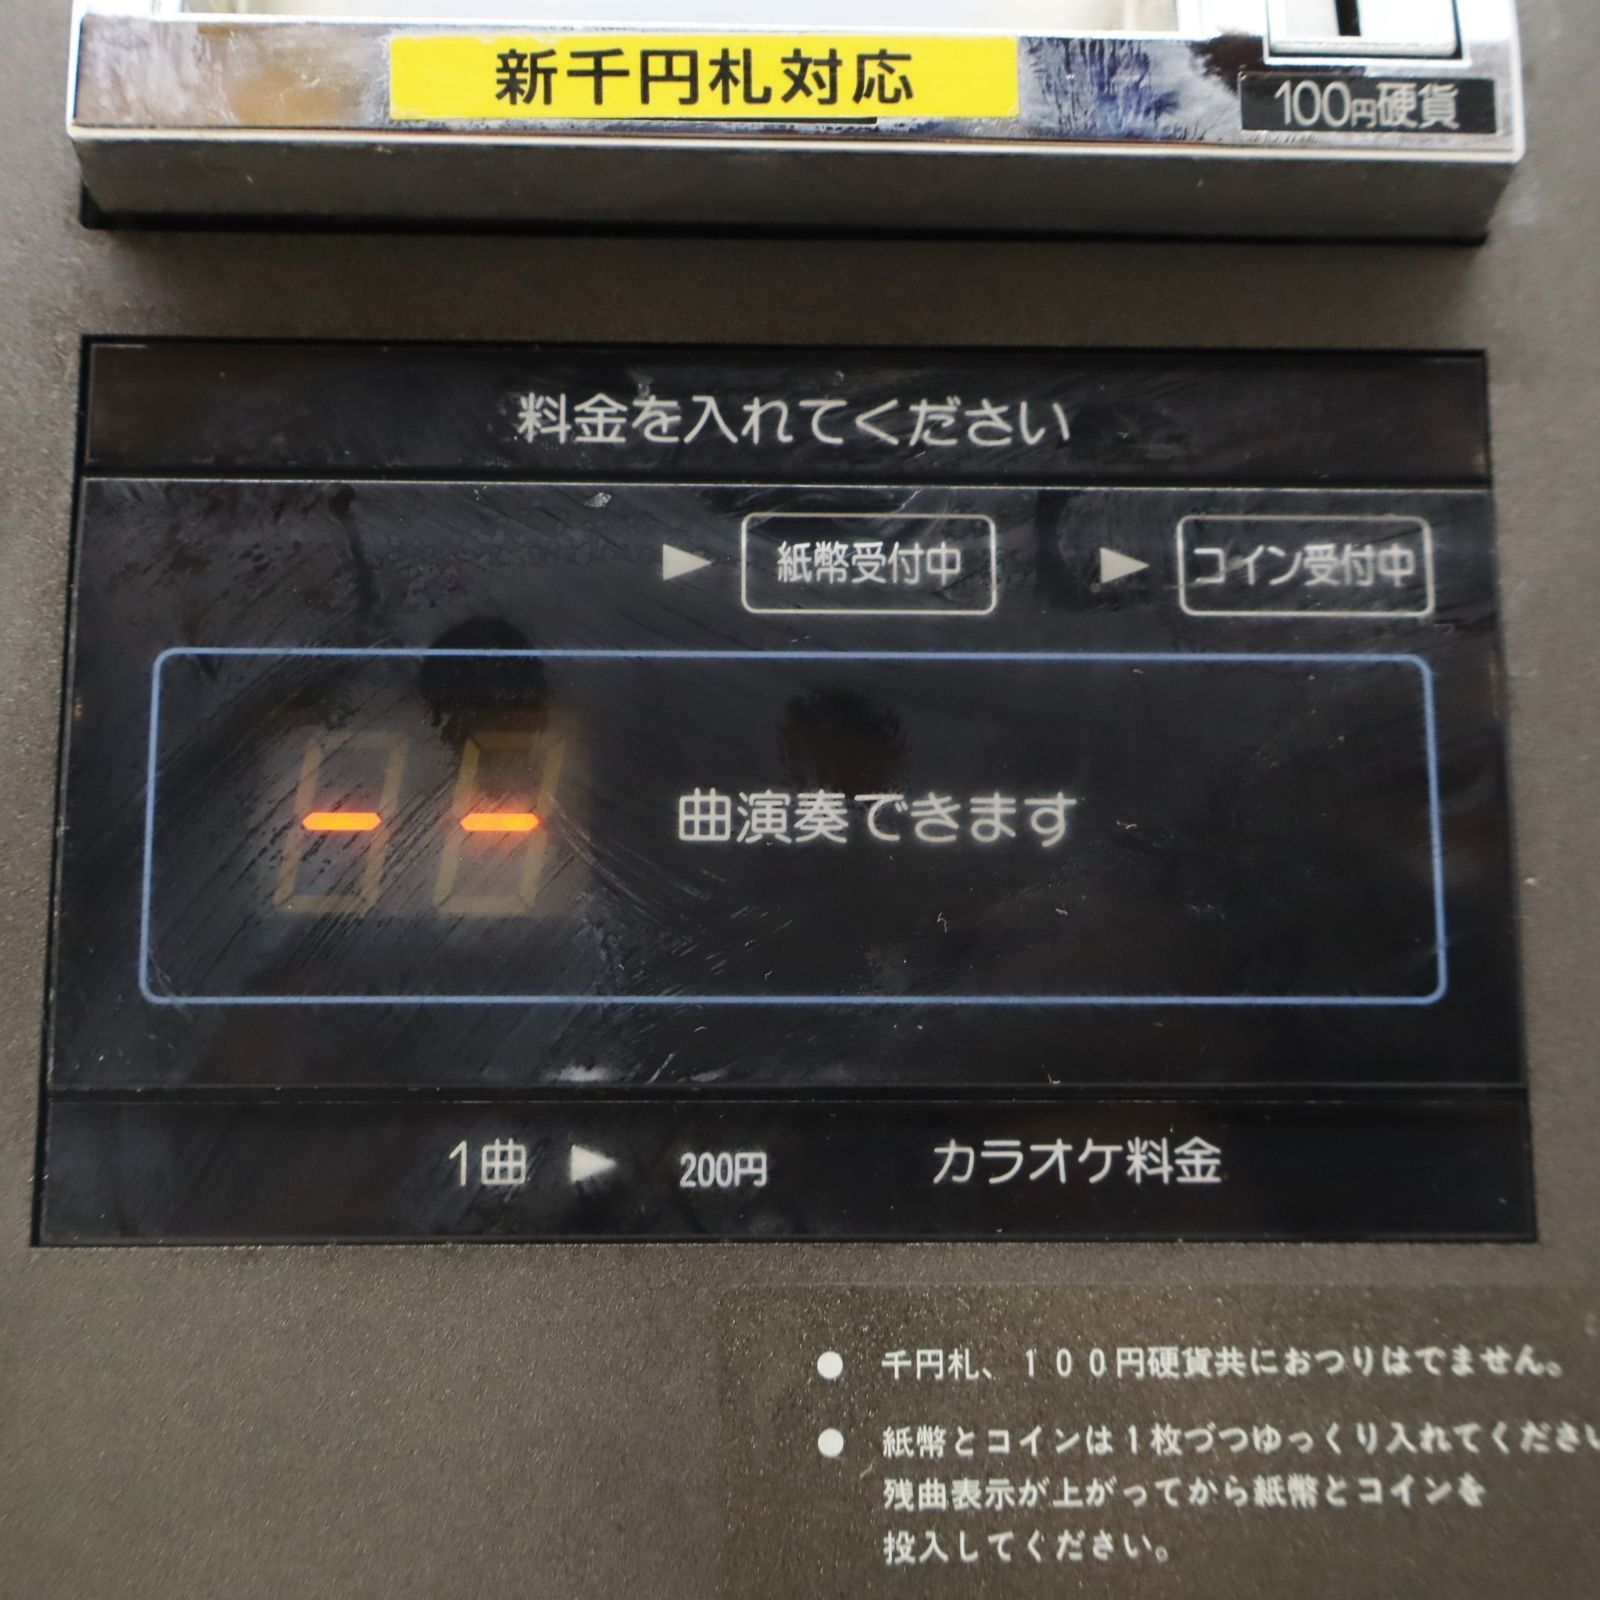 新千円札対応
100円硬貨
料金を入れてください
▶ 紙幣受付中 ▶ コイン受付中
-- 曲演奏できます
1曲 ▶ 200円 カラオケ料金
● 千円札、100円硬貨共におつりはでません。
● 紙幣とコインは1枚づつゆっくり入れてください
残曲表示が上がってから紙幣とコインを
投入してください。